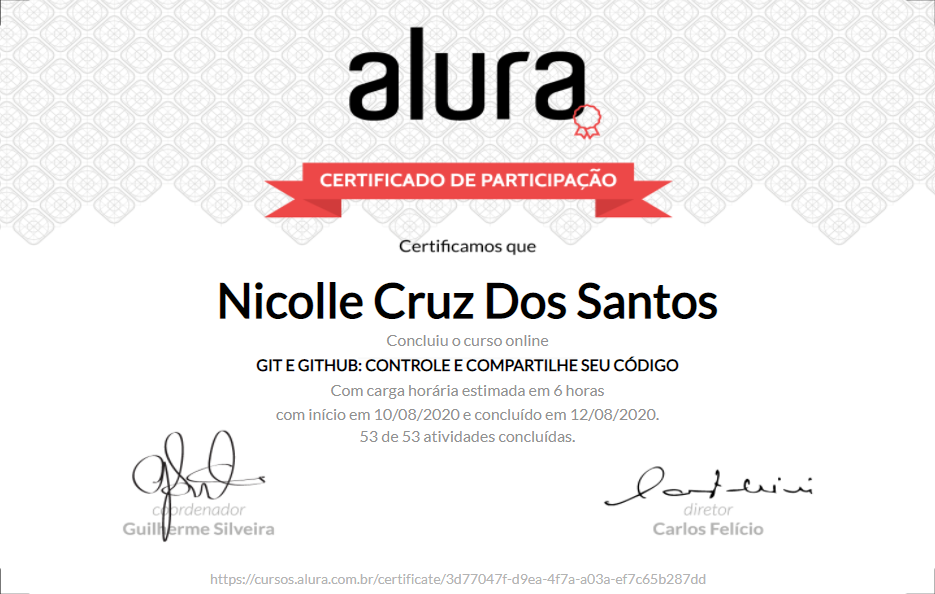 alura
CERTIFICADO DE PARTICIPAÇÃO
Certificamos que
Nicolle Cruz Dos Santos
Concluiu o curso online
GIT E GITHUB: CONTROLE E COMPARTILHE SEU CÓDIGO
Com carga horária estimada em 6 horas
com início em 10/08/2020 e concluído em 12/08/2020.
53 de 53 atividades concluídas.
coordenador
Guilherme Silveira
diretor
Carlos Felício
https://cursos.alura.com.br/certificate/3d77047f-d9ea-4f7a-a03a-ef7c65b287dd